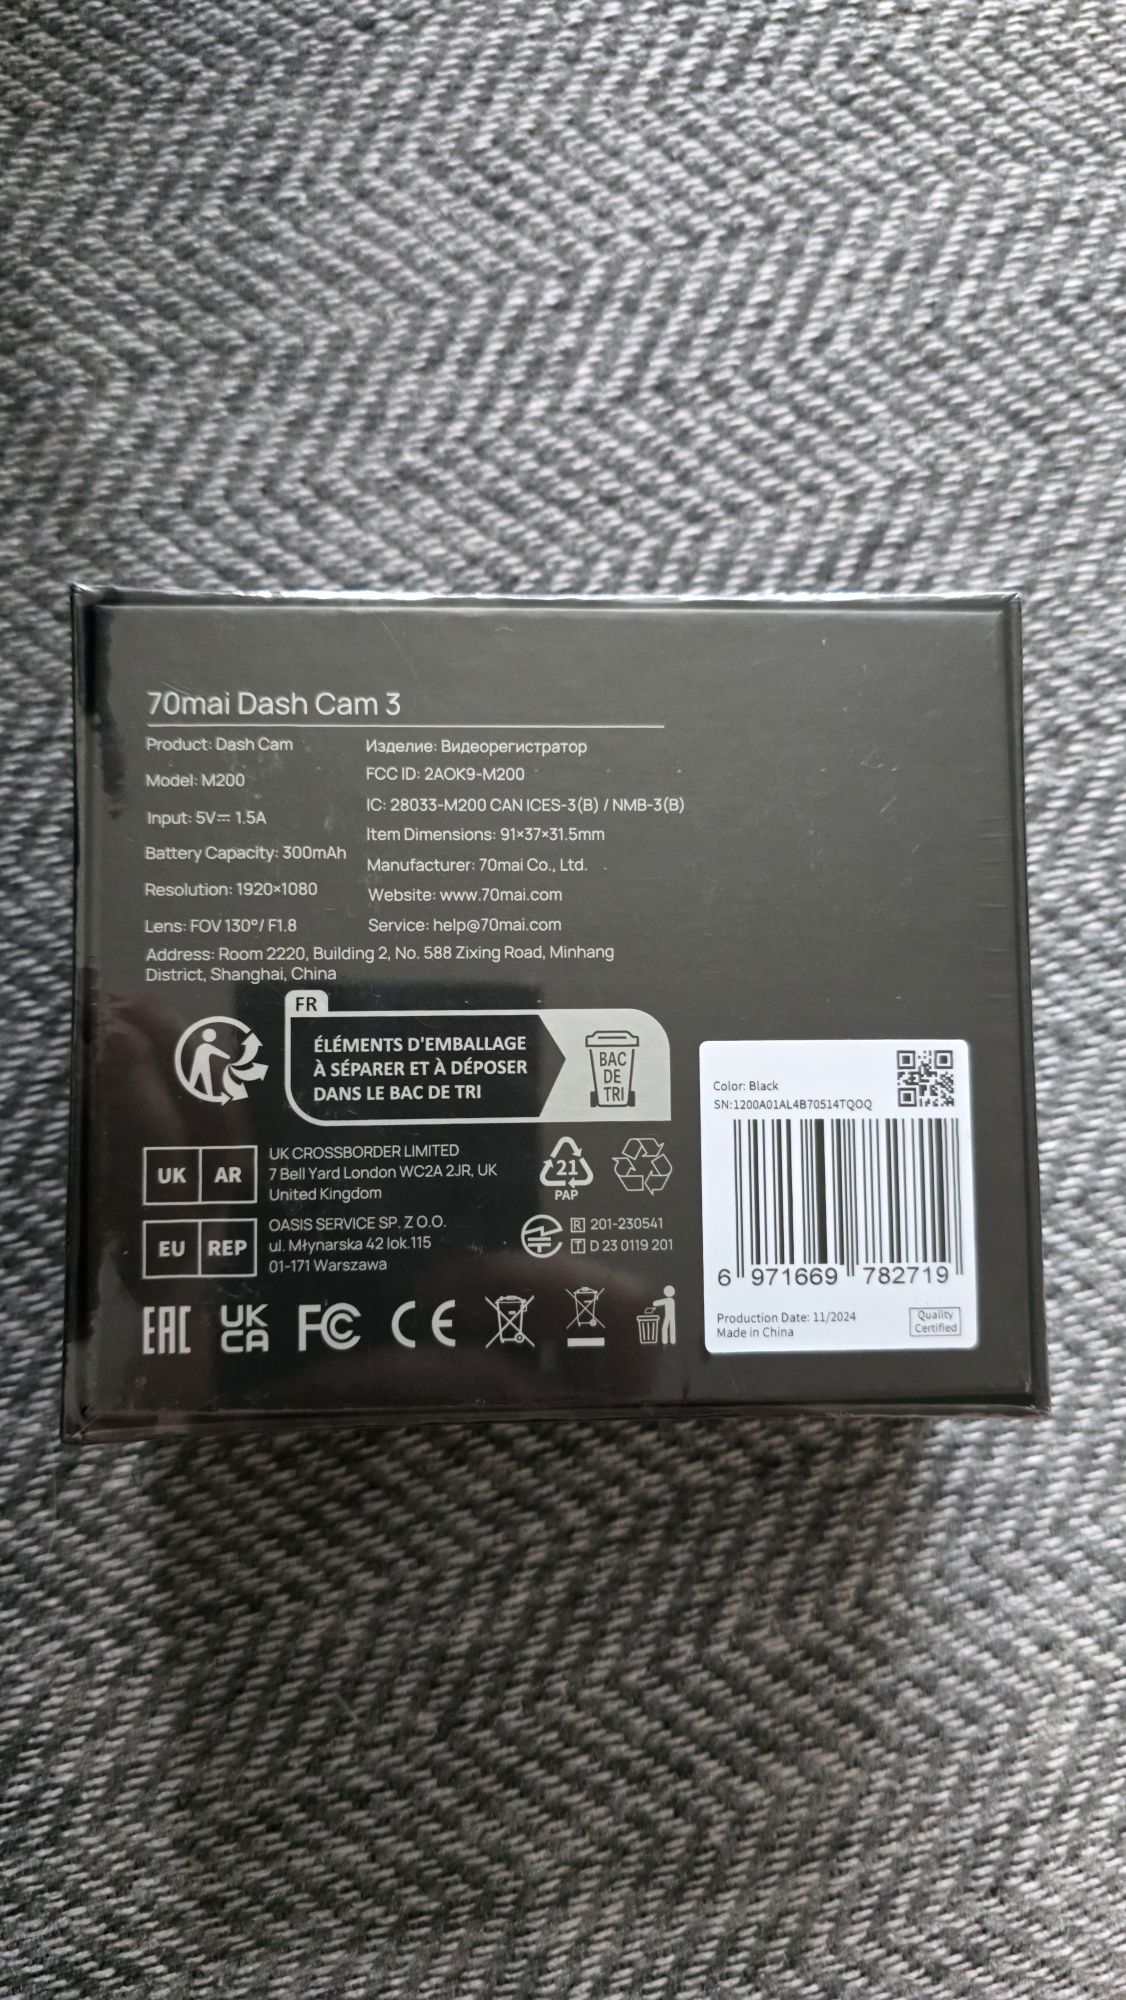 70mai Dash Cam 3
Product: Dash Cam
Model: M200
Input: 5V⎓ 1.5A
Battery Capacity: 300mAh
Resolution: 1920×1080
Lens: FOV 130°/ F1.8
Изделие: Видеорегистратор
FCC ID: 2AOK9-M200
IC: 28033-M200 CAN ICES-3(B) / NMB-3(B)
Item Dimensions: 91×37×31.5mm
Manufacturer: 70mai Co., Ltd.
Website: www.70mai.com
Service: help@70mai.com
Address: Room 2220, Building 2, No. 588 Zixing Road, Minhang
District, Shanghai, China
FR
ÉLÉMENTS D'EMBALLAGE
À SÉPARER ET À DÉPOSER
DANS LE BAC DE TRI
BAC
DE
TRI
UK AR
UK CROSSBORDER LIMITED
7 Bell Yard London WC2A 2JR, UK
United Kingdom
21
PAP
EU REP
OASIS SERVICE SP. Z O.O.
ul. Młynarska 42 lok.115
01-171 Warszawa
R 201-230541
T D 23 0119 201
EAC
UK
CA
FC
CE
Color: Black
SN:1200A01AL4B70514TQOQ
6 971669 782719
Production Date: 11/2024
Made in China
Quality
Certified